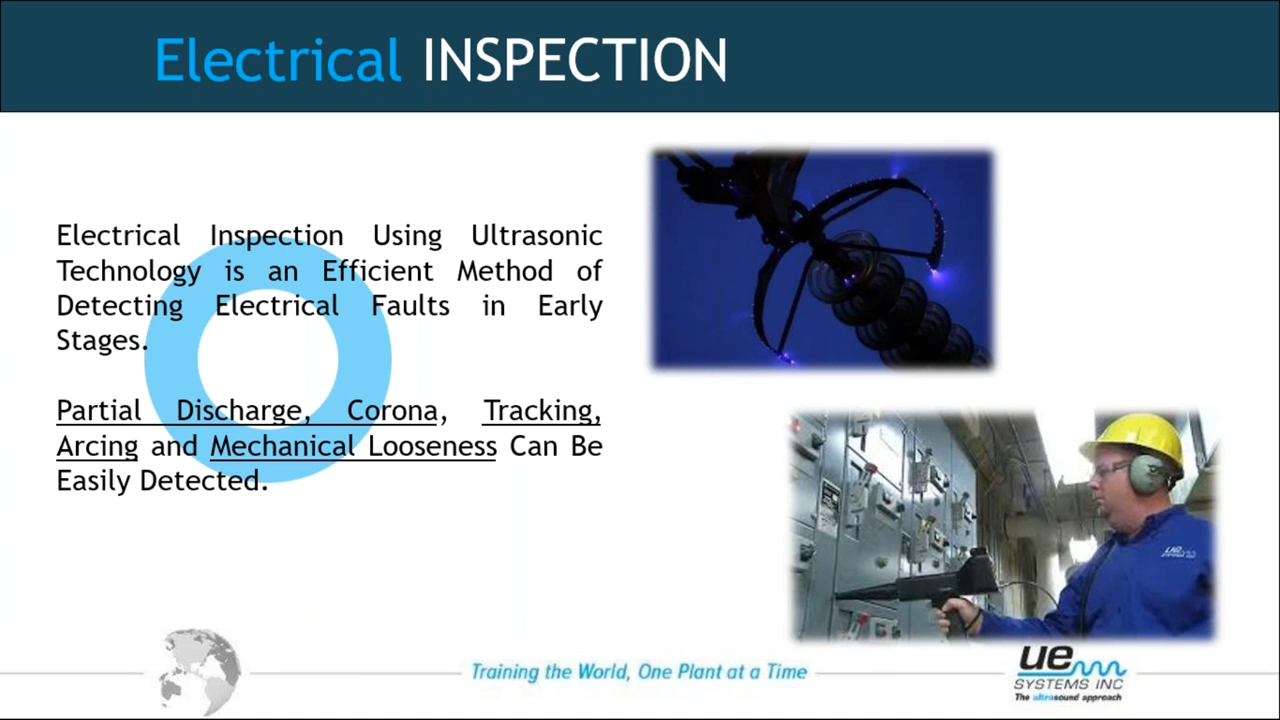 Electrical INSPECTION
Electrical Inspection Using Ultrasonic
Technology is an Efficient Method of
Detecting Electrical Faults in Early
Stages.
Partial Discharge, Corona, Tracking,
Arcing and Mechanical Looseness Can Be
Easily Detected.
ue
Training the World, One Plant at a Time
ue
SYSTEMS INC
The ultrasound approach